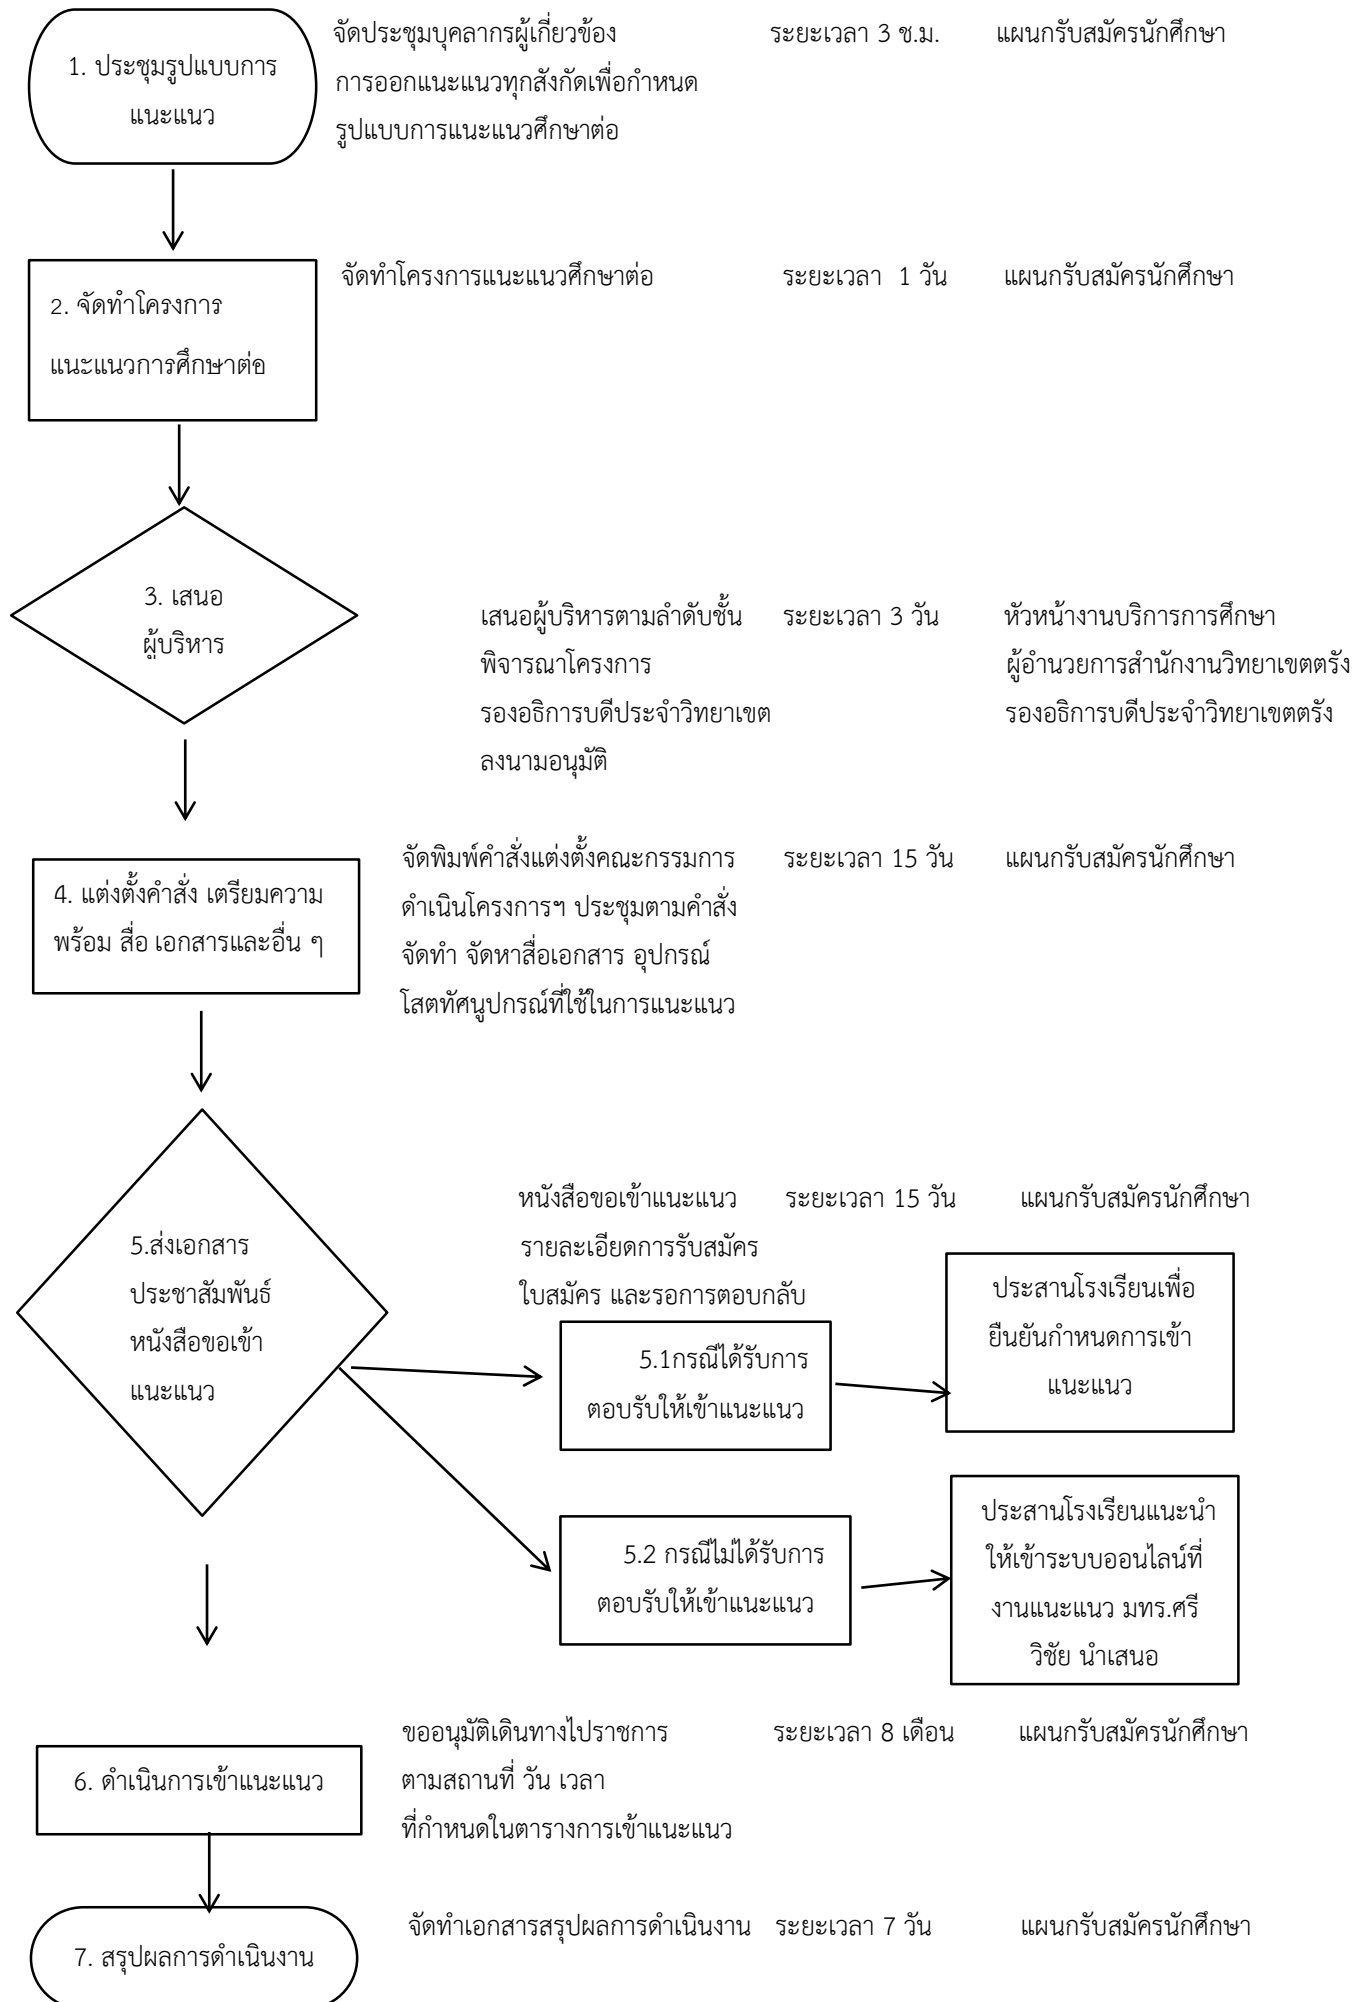 1. ประชุมรูปแบบการ
แนะแนว
จัดประชุมบุคลากรผู้เกี่ยวข้อง ระยะเวลา 3 ช.ม. แผนกรับสมัครนักศึกษา
การออกแนะแนวทุกสังกัดเพื่อกำหนด
รูปแบบการแนะแนวศึกษาต่อ
2. จัดทำโครงการ
แนะแนวการศึกษาต่อ
จัดทำโครงการแนะแนวศึกษาต่อ ระยะเวลา 1 วัน แผนกรับสมัครนักศึกษา
3. เสนอ
ผู้บริหาร
เสนอผู้บริหารตามลำดับชั้น ระยะเวลา 3 วัน หัวหน้างานบริการการศึกษา
พิจารณาโครงการ ผู้อำนวยการสำนักงานวิทยาเขตตรัง
รองอธิการบดีประจำวิทยาเขต รองอธิการบดีประจำวิทยาเขตตรัง
ลงนามอนุมัติ
4. แต่งตั้งคำสั่ง เตรียมความ
พร้อม สื่อ เอกสารและอื่น ๆ
จัดพิมพ์คำสั่งแต่งตั้งคณะกรรมการ ระยะเวลา 15 วัน แผนกรับสมัครนักศึกษา
ดำเนินโครงการฯ ประชุมตามคำสั่ง
จัดทำ จัดหาสื่อเอกสาร อุปกรณ์
โสตทัศนูปกรณ์ที่ใช้ในการแนะแนว
5.ส่งเอกสาร
ประชาสัมพันธ์
หนังสือขอเข้า
แนะแนว
หนังสือขอเข้าแนะแนว ระยะเวลา 15 วัน แผนกรับสมัครนักศึกษา
รายละเอียดการรับสมัคร
ใบสมัคร และรอการตอบกลับ
5.1กรณีได้รับการ
ตอบรับให้เข้าแนะแนว
ประสานโรงเรียนเพื่อ
ยืนยันกำหนดการเข้า
แนะแนว
5.2 กรณีไม่ได้รับการ
ตอบรับให้เข้าแนะแนว
ประสานโรงเรียนแนะนำ
ให้เข้าระบบออนไลน์ที่
งานแนะแนว มทร.ศรี
วิชัย นำเสนอ
6. ดำเนินการเข้าแนะแนว
ขออนุมัติเดินทางไปราชการ ระยะเวลา 8 เดือน แผนกรับสมัครนักศึกษา
ตามสถานที่ วัน เวลา
ที่กำหนดในตารางการเข้าแนะแนว
7. สรุปผลการดำเนินงาน
จัดทำเอกสารสรุปผลการดำเนินงาน ระยะเวลา 7 วัน แผนกรับสมัครนักศึกษา